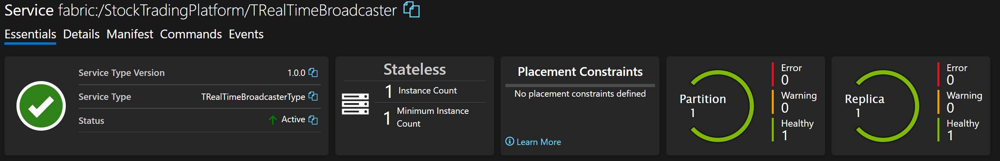 Service fabric:/StockTradingPlatform/TRealTimeBroadcaster
Essentials Details Manifest Commands Events
Service Type Version 1.0.0
Service Type TRealTimeBroadcasterType
Status Active
Stateless
1 Instance Count
1 Minimum Instance
Count
Placement Constraints
No placement constraints defined
Learn More
Partition
1
Error
0
Warning
0
Healthy
1
Replica
1
Error
0
Warning
0
Healthy
1